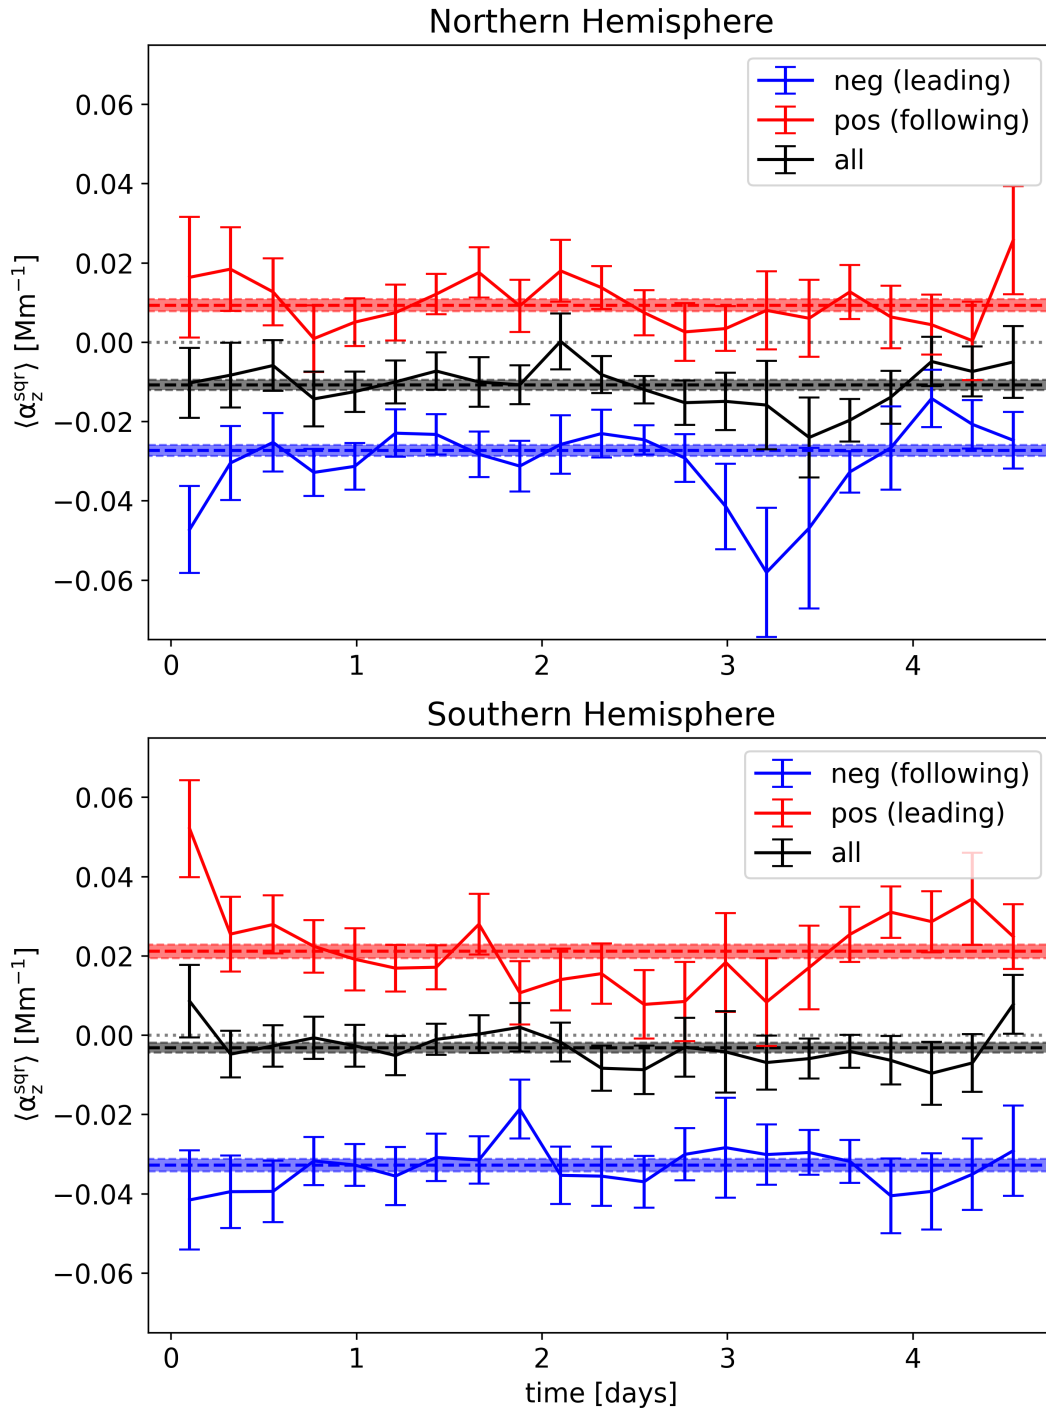 Northern Hemisphere
neg (leading)
pos (following)
all
0.06
0.04
0.02
0.00
−0.02
−0.04
−0.06
⟨α_z^sqr⟩ [Mm⁻¹]
0 1 2 3 4
Southern Hemisphere
neg (following)
pos (leading)
all
0.06
0.04
0.02
0.00
−0.02
−0.04
−0.06
⟨α_z^sqr⟩ [Mm⁻¹]
0 1 2 3 4
time [days]